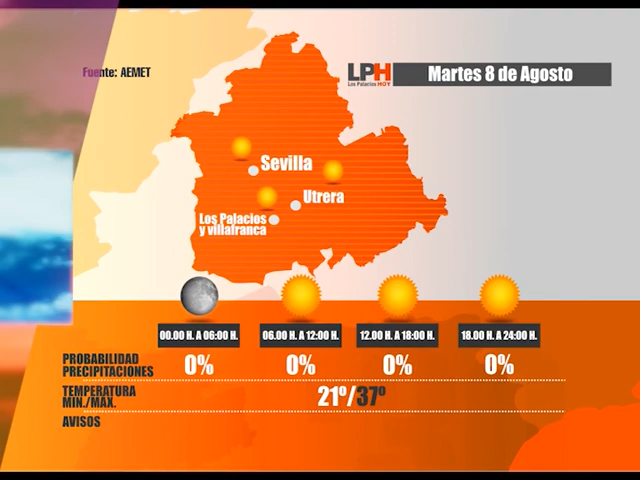 Fuente: AEMET
LPH
Los Palacios HOY
Martes 8 de Agosto
Sevilla
Utrera
Los Palacios
y villafranca
00.00 H. A 06:00 H.
06.00 H. A 12:00 H.
12.00 H. A 18:00 H.
18.00 H. A 24:00 H.
PROBABILIDAD
PRECIPITACIONES
0%
0%
0%
0%
TEMPERATURA
MIN./MAX.
21º/37º
AVISOS